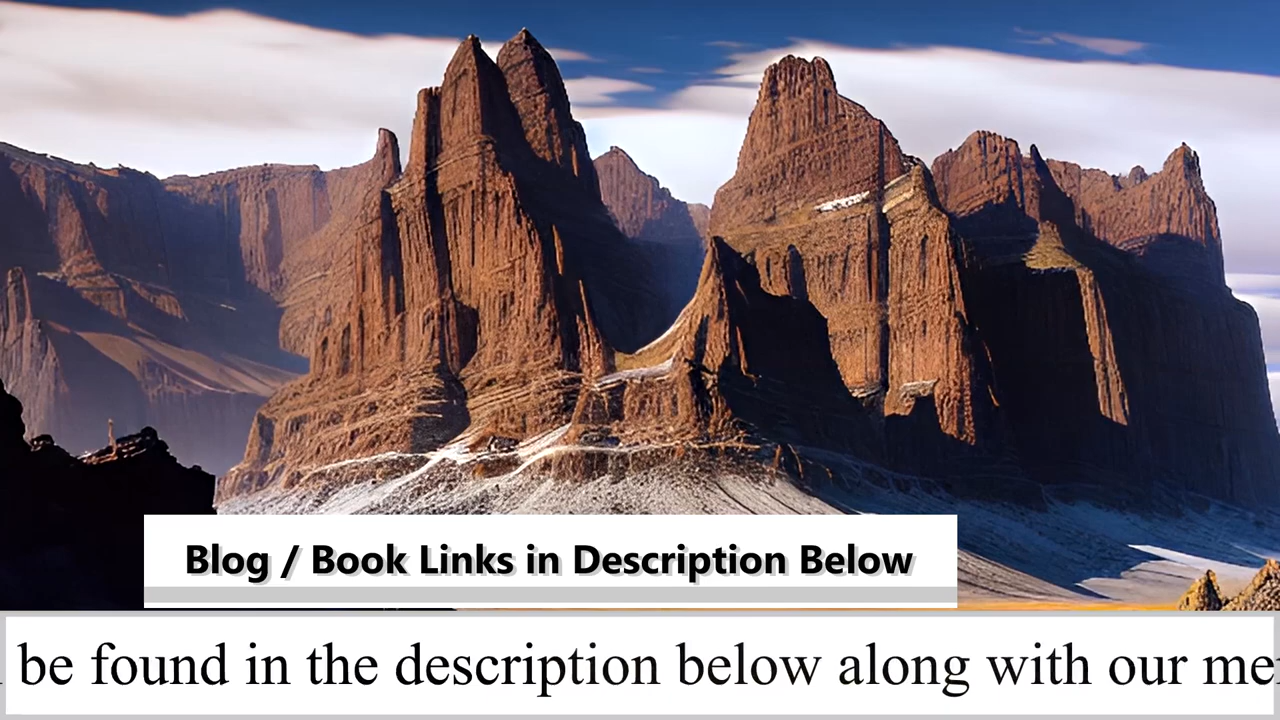 Blog / Book Links in Description Below
be found in the description below along with our